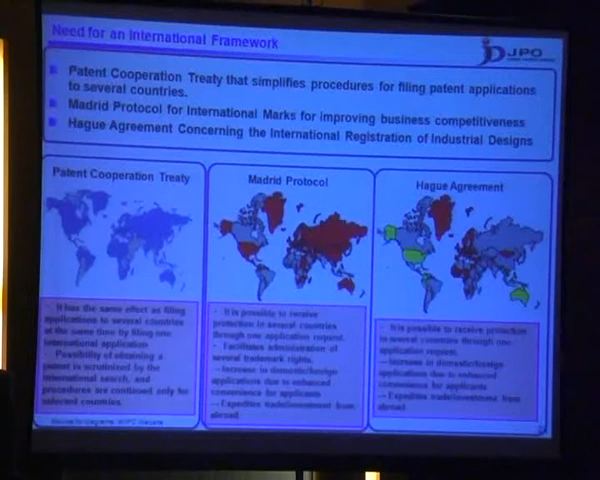 Need for an International Framework
JPO
Patent Cooperation Treaty that simplifies procedures for filing patent applications
to several countries.
Madrid Protocol for International Marks for improving business competitiveness
Hague Agreement Concerning the International Registration of Industrial Designs
Patent Cooperation Treaty
Madrid Protocol
Hague Agreement
- It has the same effect as filing
applications to several countries
at the same time by filing one
international application
- Possibility of obtaining a
patent is scrutinized by the
international search, and
procedures are continued only for
selected countries.
- It is possible to receive
protection in several countries
through one application request.
- Facilitates administration of
several trademark rights.
→ Increase in domestic/foreign
applications due to enhanced
convenience for applicants
→ Expedites trade/investment from
abroad
- It is possible to receive protection
in several countries through one
application request.
→ Increase in domestic/foreign
applications due to enhanced
convenience for applicants
→ Expedites trade/investment from
abroad
Source for diagrams: WIPO Website